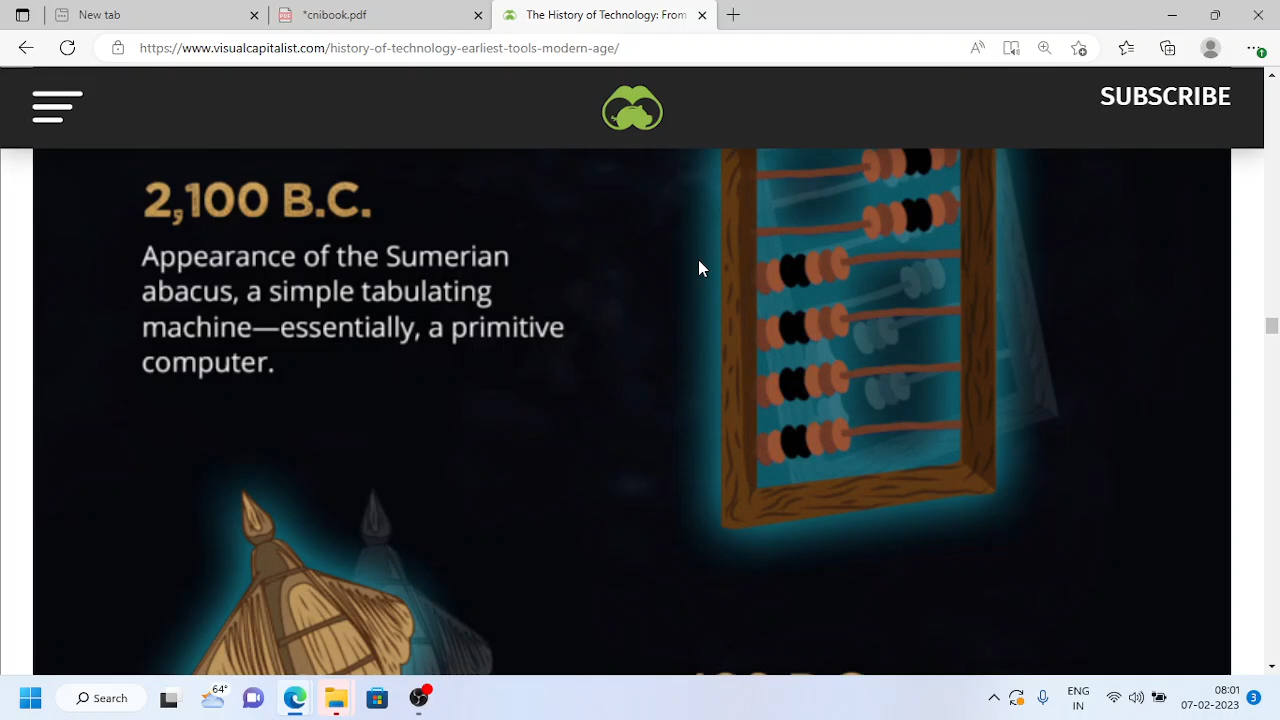 New tab
*cnibook.pdf
The History of Technology: From
https://www.visualcapitalist.com/history-of-technology-earliest-tools-modern-age/
SUBSCRIBE
2,100 B.C.
Appearance of the Sumerian
abacus, a simple tabulating
machine—essentially, a primitive
computer.
Search
64°
ENG
IN
08:01
07-02-2023
3